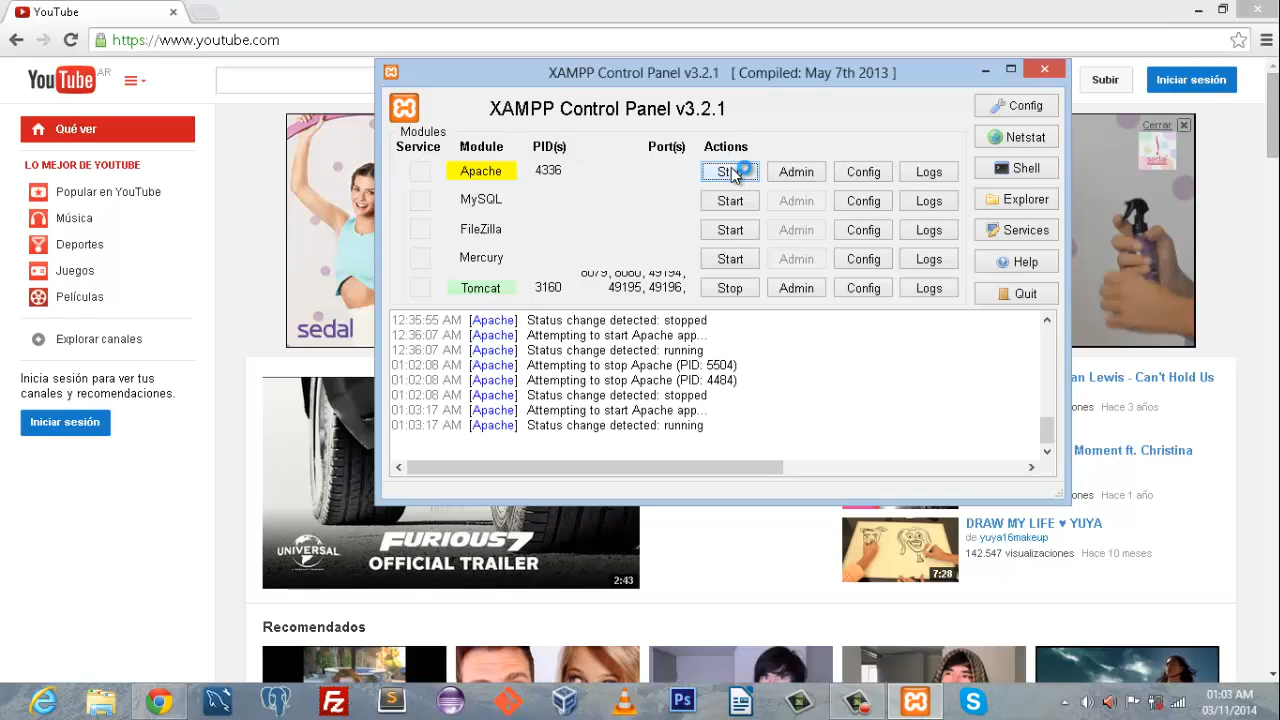 YouTube
https://www.youtube.com
YouTube AR
Subir
Iniciar sesión
Qué ver
LO MEJOR DE YOUTUBE
Popular en YouTube
Música
Deportes
Juegos
Películas
Explorar canales
Inicia sesión para ver tus
canales y recomendaciones.
Iniciar sesión
sedal
Cerrar
sedal
XAMPP Control Panel v3.2.1 [ Compiled: May 7th 2013 ]
XAMPP Control Panel v3.2.1
Modules
Service Module PID(s) Port(s) Actions
Apache 4336 Admin Config Logs
MySQL Start Admin Config Logs
FileZilla Start Admin Config Logs
Mercury Start Admin Config Logs
Tomcat 3160 49195, 49196, Stop Admin Config Logs
Config
Netstat
Shell
Explorer
Services
Help
Quit
12:35:55 AM [Apache] Status change detected: stopped
12:36:07 AM [Apache] Attempting to start Apache app...
12:36:07 AM [Apache] Status change detected: running
01:02:08 AM [Apache] Attempting to stop Apache (PID: 5504)
01:02:08 AM [Apache] Attempting to stop Apache (PID: 4484)
01:02:08 AM [Apache] Status change detected: stopped
01:03:17 AM [Apache] Attempting to start Apache app...
01:03:17 AM [Apache] Status change detected: running
UNIVERSAL
FURIOUS 7
OFFICIAL TRAILER
2:43
an Lewis - Can't Hold Us
iones Hace 3 años
Moment ft. Christina
iones Hace 1 año
DRAW MY LIFE ♥ YUYA
de yuya16makeup
142.547 visualizaciones Hace 10 meses
7:28
Recomendados
Fz
S
Ps
S
01:03 AM
03/11/2014